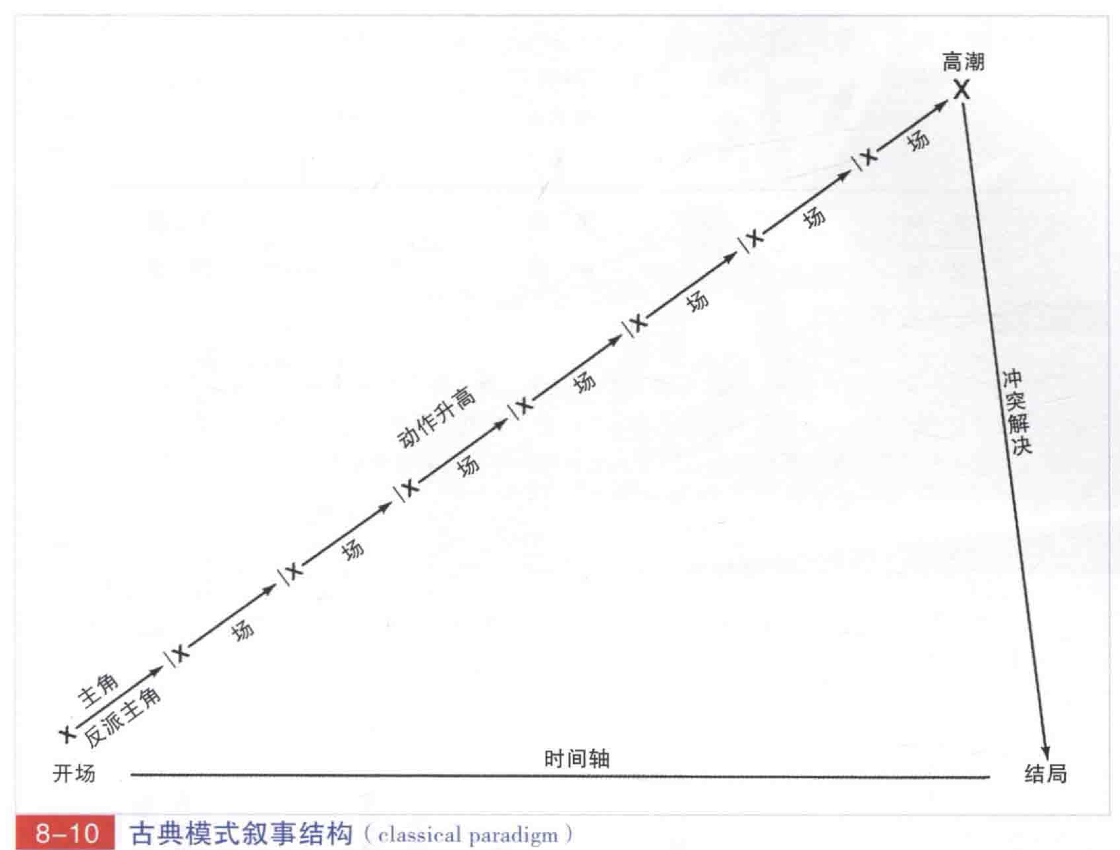 高潮
场
场
场
场
动作升高
场
场
场
冲突解决
主角
反派主角
时间轴
开场
结局
8-10 古典模式叙事结构（classical paradigm）